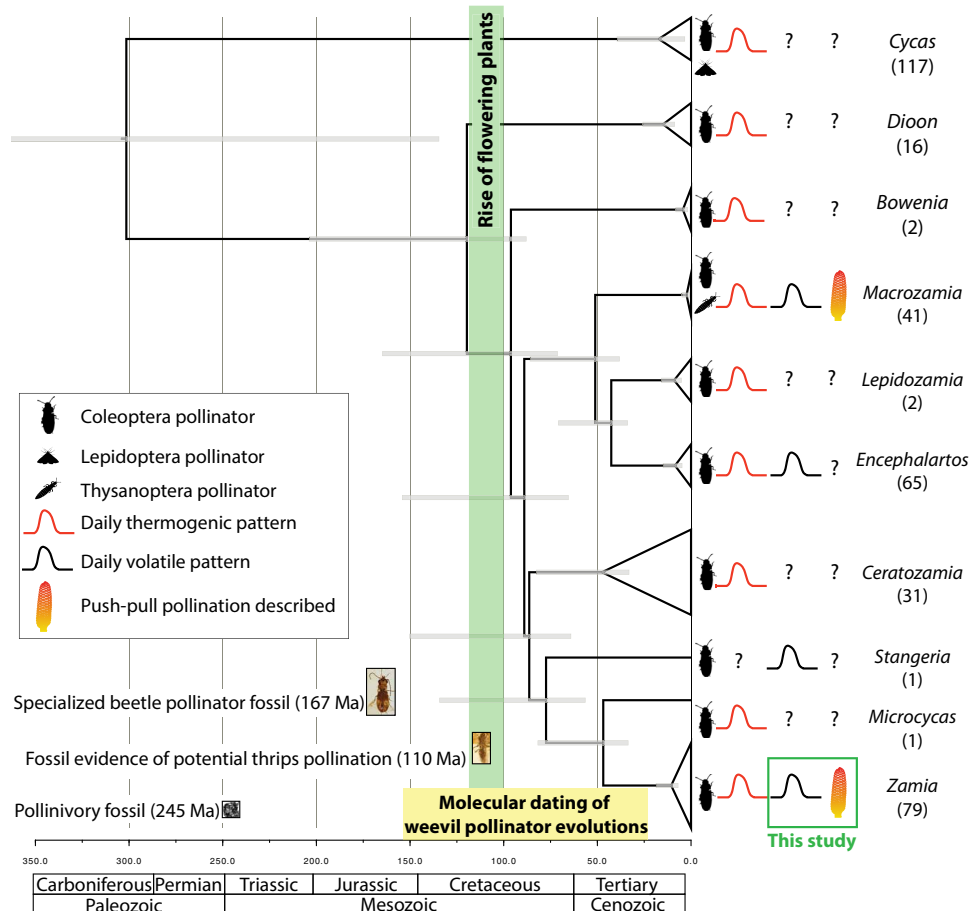 Rise of flowering plants
? ?
Cycas
(117)
? ?
Dioon
(16)
? ?
Bowenia
(2)
Macrozamia
(41)
? ?
Lepidozamia
(2)
?
Encephalartos
(65)
? ?
Ceratozamia
(31)
? ?
Stangeria
(1)
? ?
Microcycas
(1)
Zamia
(79)
This study
Coleoptera pollinator
Lepidoptera pollinator
Thysanoptera pollinator
Daily thermogenic pattern
Daily volatile pattern
Push-pull pollination described
Specialized beetle pollinator fossil (167 Ma)
Fossil evidence of potential thrips pollination (110 Ma)
Pollinivory fossil (245 Ma)
Molecular dating of
weevil pollinator evolutions
350.0 300.0 250.0 200.0 150.0 100.0 50.0 0.0
Carboniferous Permian Triassic Jurassic Cretaceous Tertiary
Paleozoic Mesozoic Cenozoic